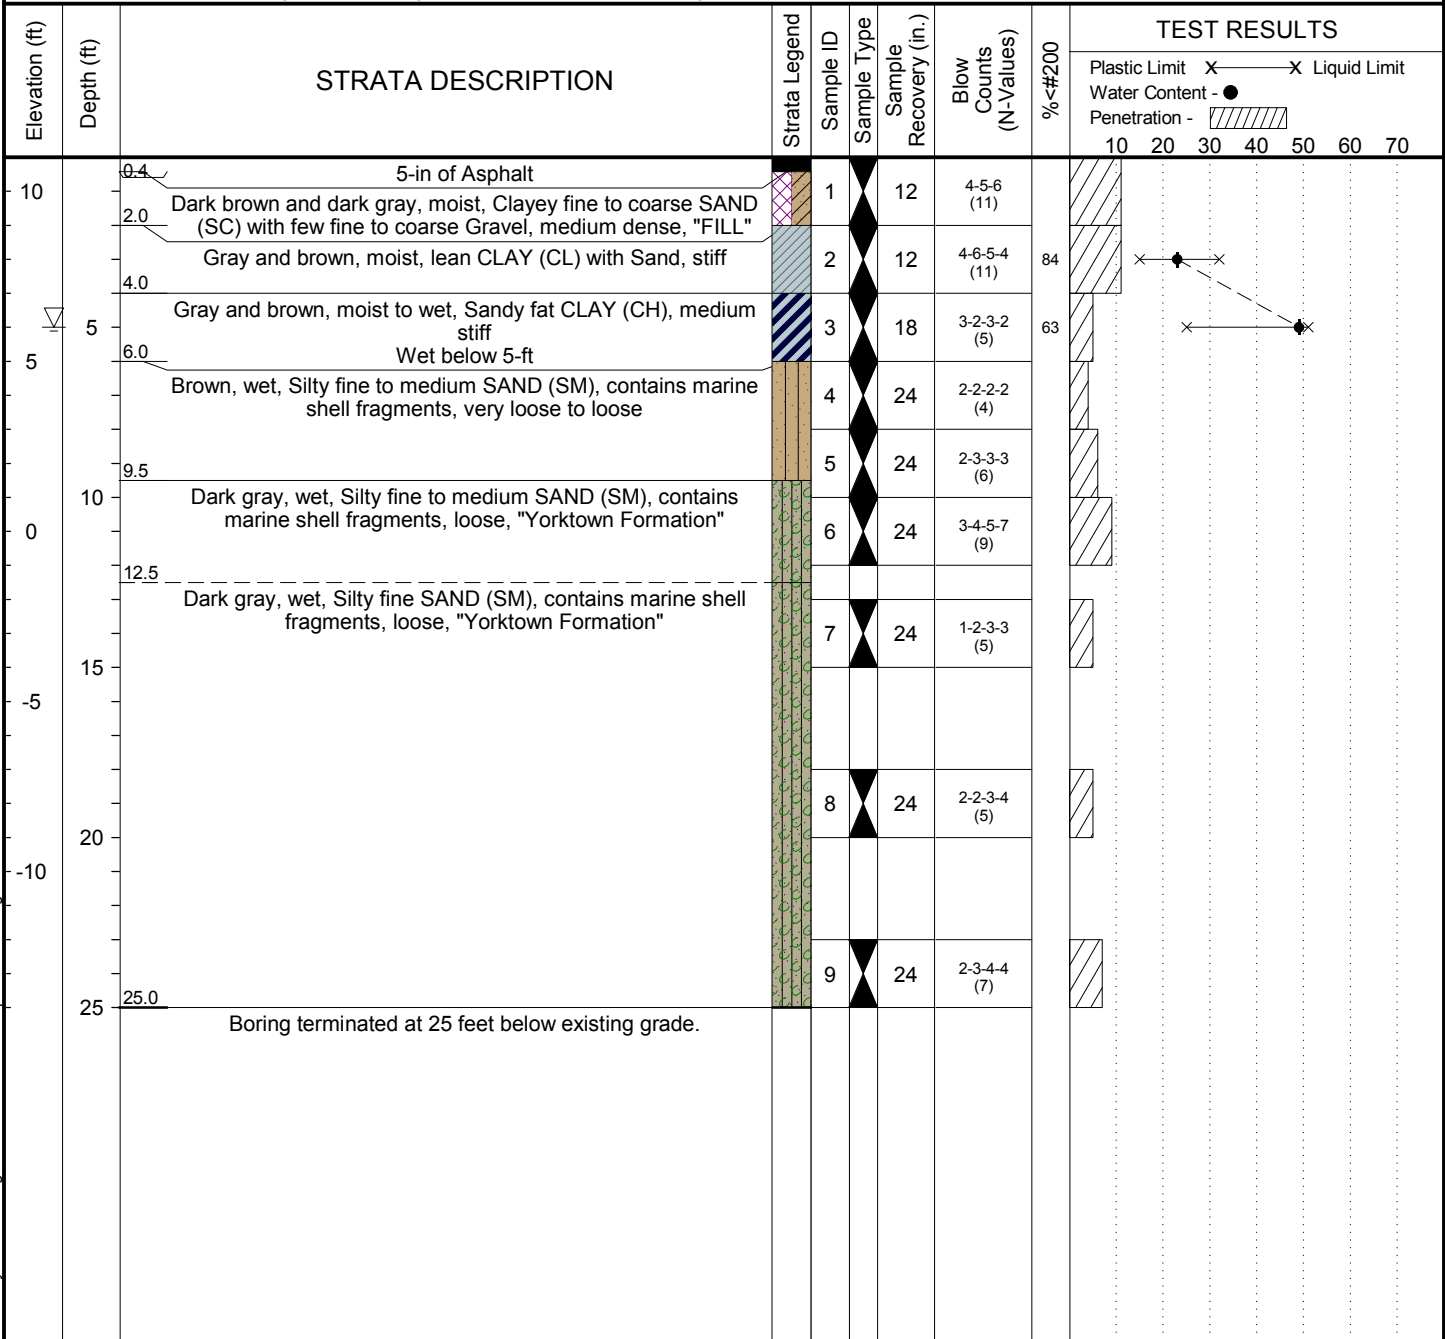 Elevation (ft)
Depth (ft)
STRATA DESCRIPTION
Strata Legend
Sample ID
Sample Type
Sample
Recovery (in.)
Blow
Counts
(N-Values)
%<#200
TEST RESULTS
Plastic Limit X X Liquid Limit
Water Content -
Penetration -
10 20 30 40 50 60 70
0.4
5-in of Asphalt
10
Dark brown and dark gray, moist, Clayey fine to coarse SAND
(SC) with few fine to coarse Gravel, medium dense, "FILL"
1 12 4-5-6
(11)
2.0
Gray and brown, moist, lean CLAY (CL) with Sand, stiff
2 12 4-6-5-4
(11)
84
4.0
Gray and brown, moist to wet, Sandy fat CLAY (CH), medium
stiff
Wet below 5-ft
5
3 18 3-2-3-2
(5)
63
5
6.0
Brown, wet, Silty fine to medium SAND (SM), contains marine
shell fragments, very loose to loose
4 24 2-2-2-2
(4)
5 24 2-3-3-3
(6)
9.5
Dark gray, wet, Silty fine to medium SAND (SM), contains
marine shell fragments, loose, "Yorktown Formation"
10
0
6 24 3-4-5-7
(9)
12.5
Dark gray, wet, Silty fine SAND (SM), contains marine shell
fragments, loose, "Yorktown Formation"
7 24 1-2-3-3
(5)
15
-5
8 24 2-2-3-4
(5)
20
-10
9 24 2-3-4-4
(7)
25
25.0
Boring terminated at 25 feet below existing grade.